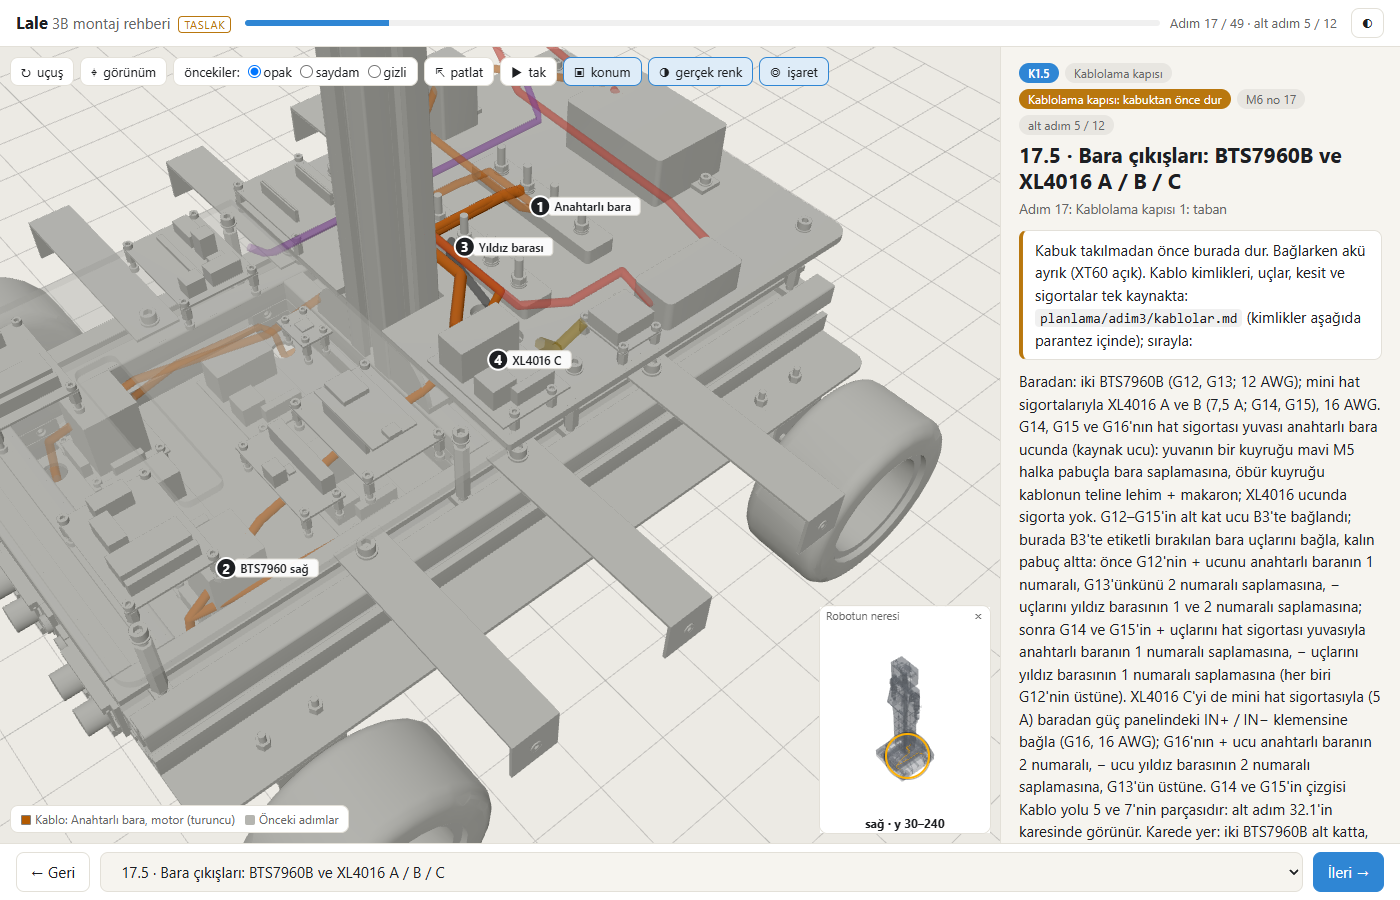 Lale 3B montaj rehberi TASLAK
Adım 17 / 49 · alt adım 5 / 12
↻ uçuş
⌖ görünüm
öncekiler: opak saydam gizli
⇱ patlat
▶ tak
▣ konum
◑ gerçek renk
◎ işaret
1 Anahtarlı bara
3 Yıldız barası
4 XL4016 C
2 BTS7960 sağ
Robotun neresi ×
sağ · y 30–240
Kablo: Anahtarlı bara, motor (turuncu) Önceki adımlar
K1.5 Kablolama kapısı
Kablolama kapısı: kabuktan önce dur M6 no 17
alt adım 5 / 12
17.5 · Bara çıkışları: BTS7960B ve
XL4016 A / B / C
Adım 17: Kablolama kapısı 1: taban
Kabuk takılmadan önce burada dur. Bağlarken akü
ayrık (XT60 açık). Kablo kimlikleri, uçlar, kesit ve
sigortalar tek kaynakta:
planlama/adim3/kablolar.md (kimlikler aşağıda
parantez içinde); sırayla:
Baradan: iki BTS7960B (G12, G13; 12 AWG); mini hat
sigortalarıyla XL4016 A ve B (7,5 A; G14, G15), 16 AWG.
G14, G15 ve G16'nın hat sigortası yuvası anahtarlı bara
ucunda (kaynak ucu): yuvanın bir kuyruğu mavi M5
halka pabuçla bara saplamasına, öbür kuyruğu
kablonun teline lehim + makaron; XL4016 ucunda
sigorta yok. G12–G15'in alt kat ucu B3'te bağlandı;
burada B3'te etiketli bırakılan bara uçlarını bağla, kalın
pabuç altta: önce G12'nin + ucunu anahtarlı baranın 1
numaralı, G13'ünkünü 2 numaralı saplamasına, −
uçlarını yıldız barasının 1 ve 2 numaralı saplamasına;
sonra G14 ve G15'in + uçlarını hat sigortası yuvasıyla
anahtarlı baranın 1 numaralı saplamasına, − uçlarını
yıldız barasının 1 numaralı saplamasına (her biri
G12'nin üstüne). XL4016 C'yi de mini hat sigortasıyla (5
A) baradan güç panelindeki IN+ / IN− klemensine
bağla (G16, 16 AWG); G16'nın + ucu anahtarlı baranın
2 numaralı, − ucu yıldız barasının 2 numaralı
saplamasına, G13'ün üstüne. G14 ve G15'in çizgisi
Kablo yolu 5 ve 7'nin parçasıdır: alt adım 32.1'in
karesinde görünür. Karede yer: iki BTS7960B alt katta,
← Geri
17.5 · Bara çıkışları: BTS7960B ve XL4016 A / B / C
İleri →